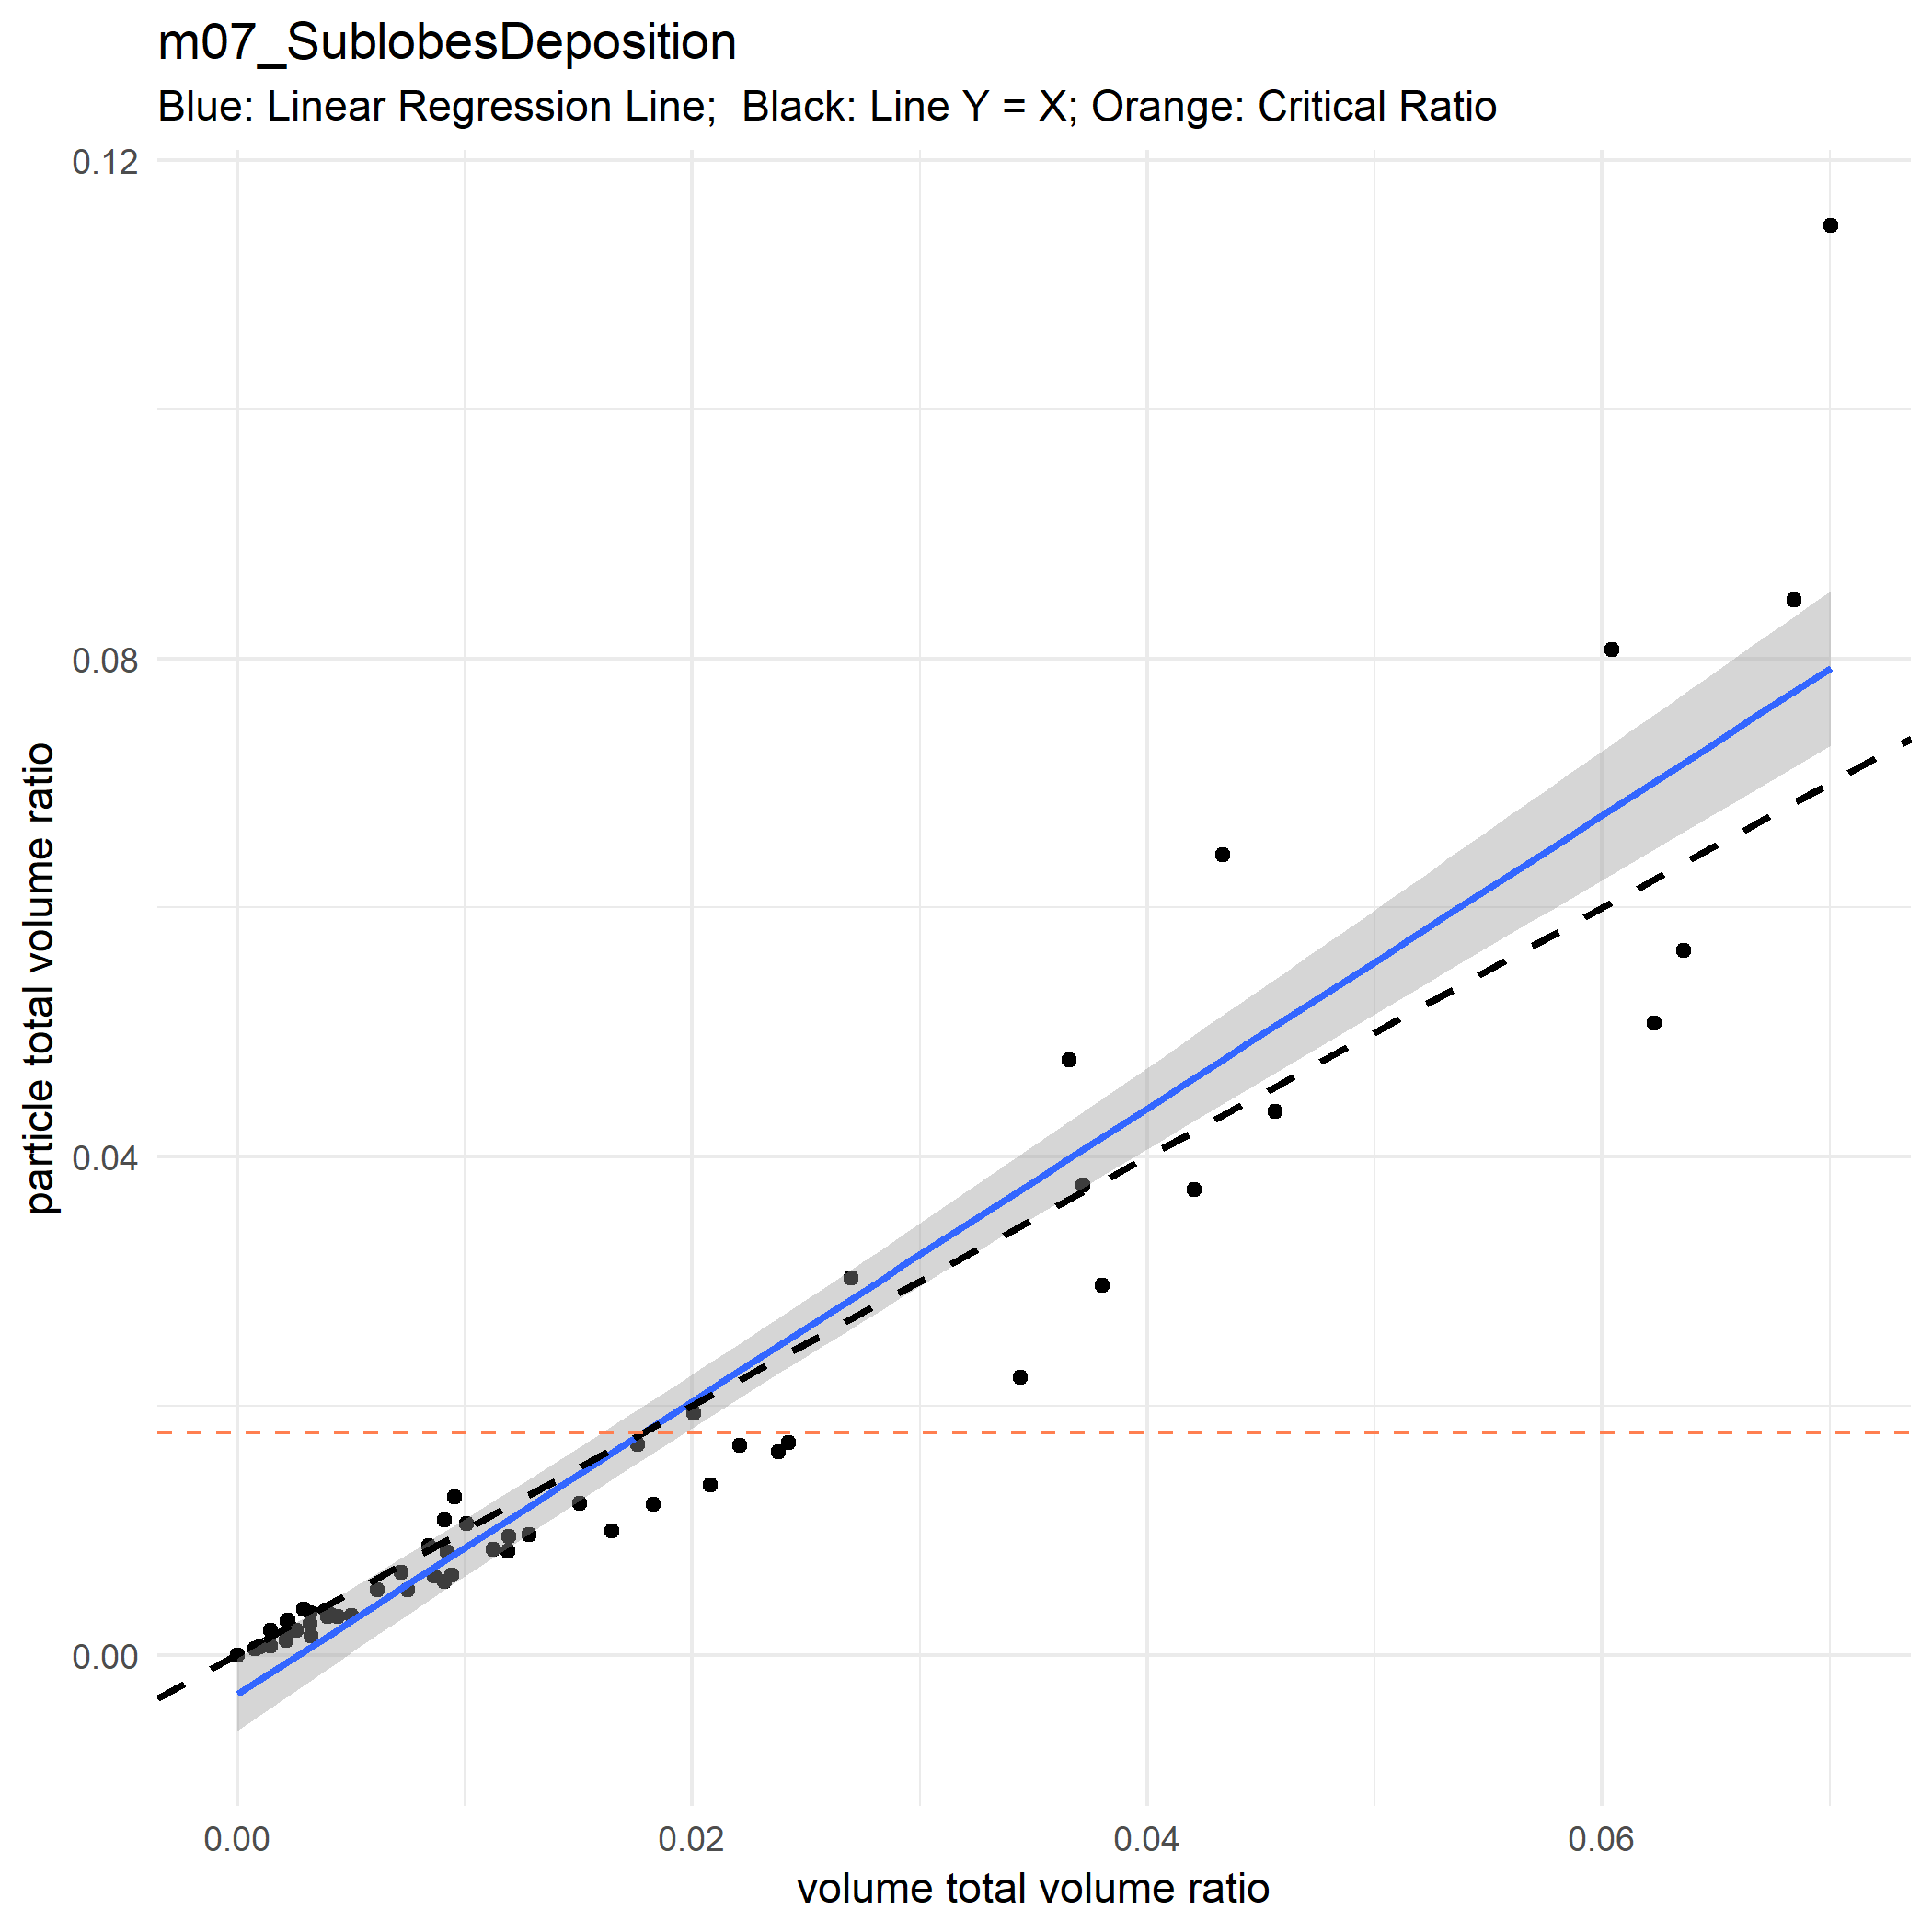 m07_SublobesDeposition
Blue: Linear Regression Line;  Black: Line Y = X; Orange: Critical Ratio
0.12
0.08
0.04
0.00
particle total volume ratio
0.00 0.02 0.04 0.06
volume total volume ratio